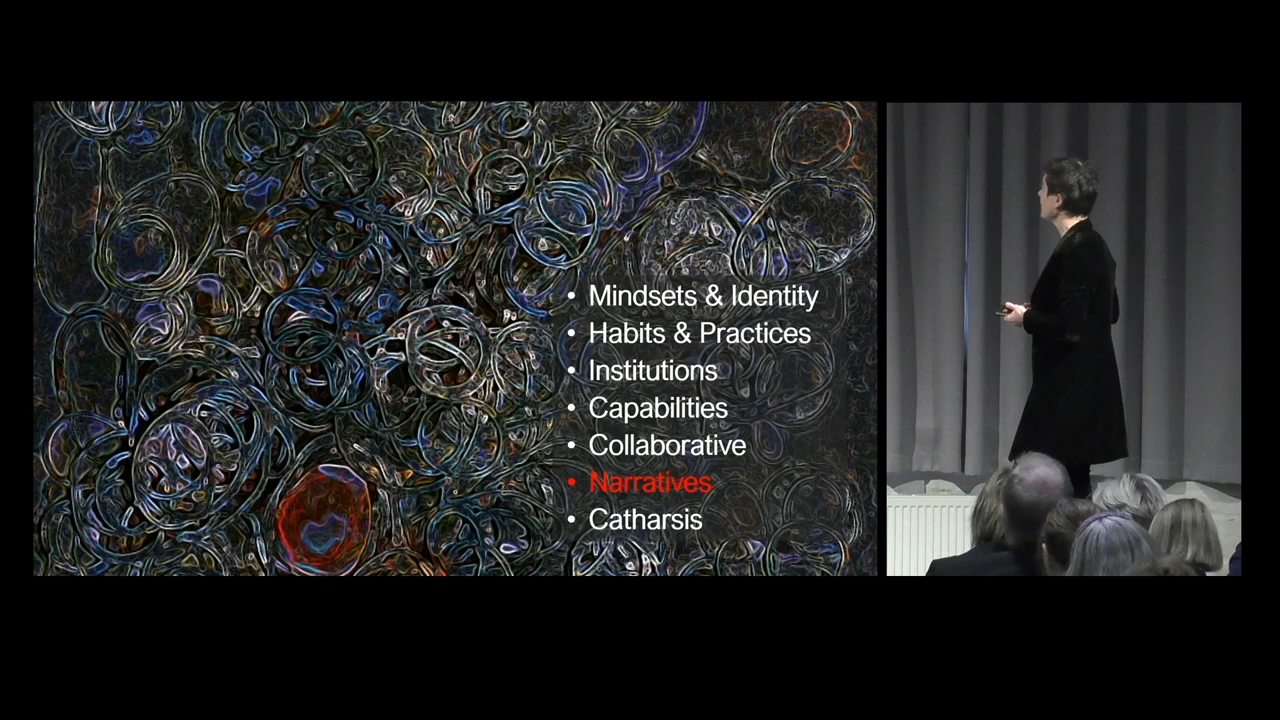 • Mindsets & Identity
• Habits & Practices
• Institutions
• Capabilities
• Collaborative
• Narratives
• Catharsis